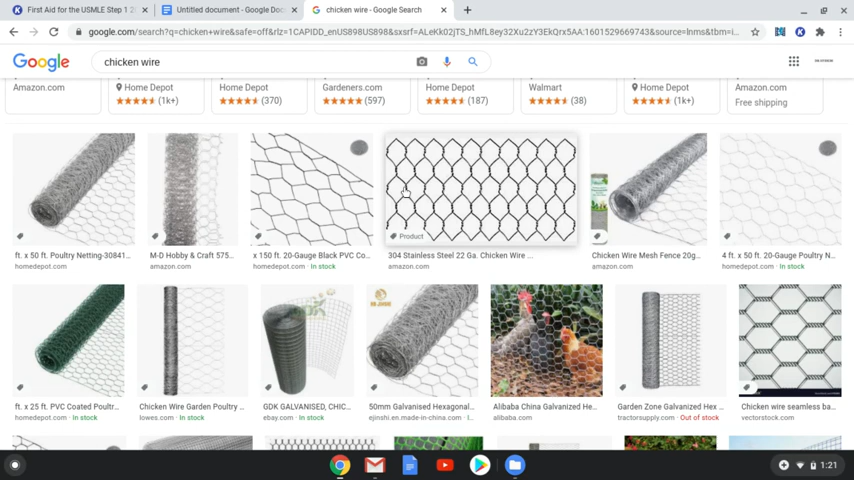 First Aid for the USMLE Step 1 2
Untitled document - Google Doc
chicken wire - Google Search
google.com/search?q=chicken+wire&safe=off&rlz=1CAPIDD_enUS898US898&sxsrf=ALeKk02jTS_hMfL8ey32Xu2zY3EkQrx5AA:1601529669743&source=lnms&tbm=i...
Google
chicken wire
Amazon.com
Home Depot
Home Depot
Gardeners.com
Home Depot
Walmart
Home Depot
Amazon.com
(1k+)
(370)
(597)
(187)
(38)
(1k+)
Free shipping
Product
ft. x 50 ft. Poultry Netting-30841...
M-D Hobby & Craft 575...
x 150 ft. 20-Gauge Black PVC Co...
304 Stainless Steel 22 Ga. Chicken Wire ...
Chicken Wire Mesh Fence 20g...
4 ft. x 50 ft. 20-Gauge Poultry N...
homedepot.com
amazon.com
homedepot.com · In stock
amazon.com
amazon.com
homedepot.com · In stock
ft. x 25 ft. PVC Coated Poultr...
Chicken Wire Garden Poultry ...
GDK GALVANISED, CHIC...
50mm Galvanised Hexagonal...
Alibaba China Galvanized He...
Garden Zone Galvanized Hex ...
Chicken wire seamless ba...
homedepot.com · In stock
lowes.com · In stock
ebay.com · In stock
ejinshi.en.made-in-china.com · I...
alibaba.com
tractorsupply.com · Out of stock
vectorstock.com
1:21